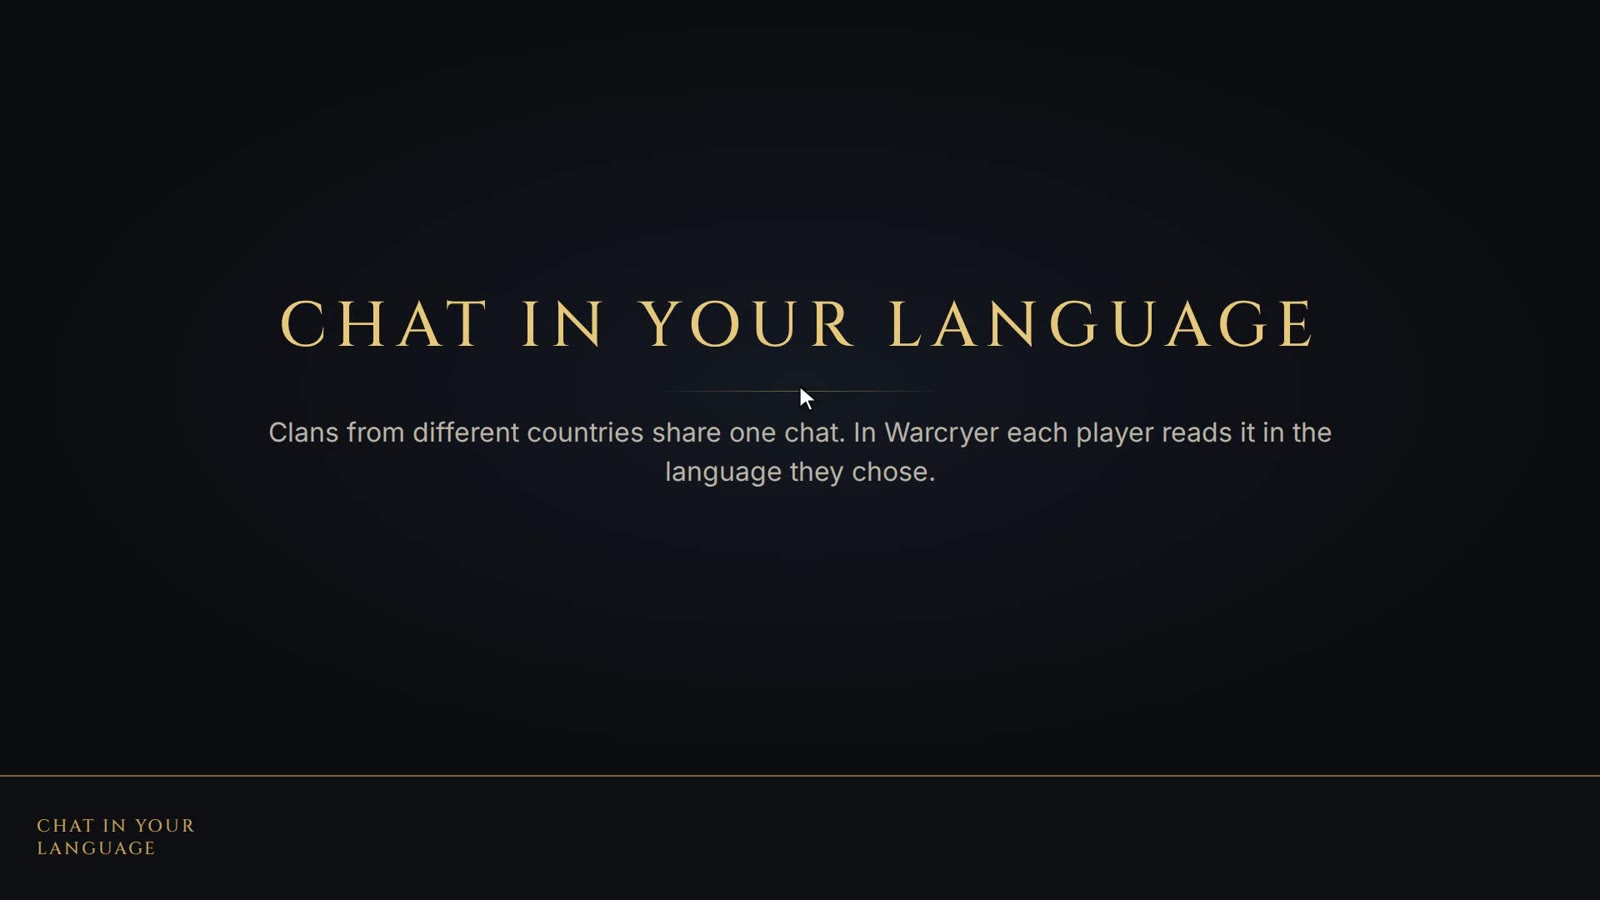 CHAT IN YOUR LANGUAGE
Clans from different countries share one chat. In Warcryer each player reads it in the
language they chose.
CHAT IN YOUR
LANGUAGE